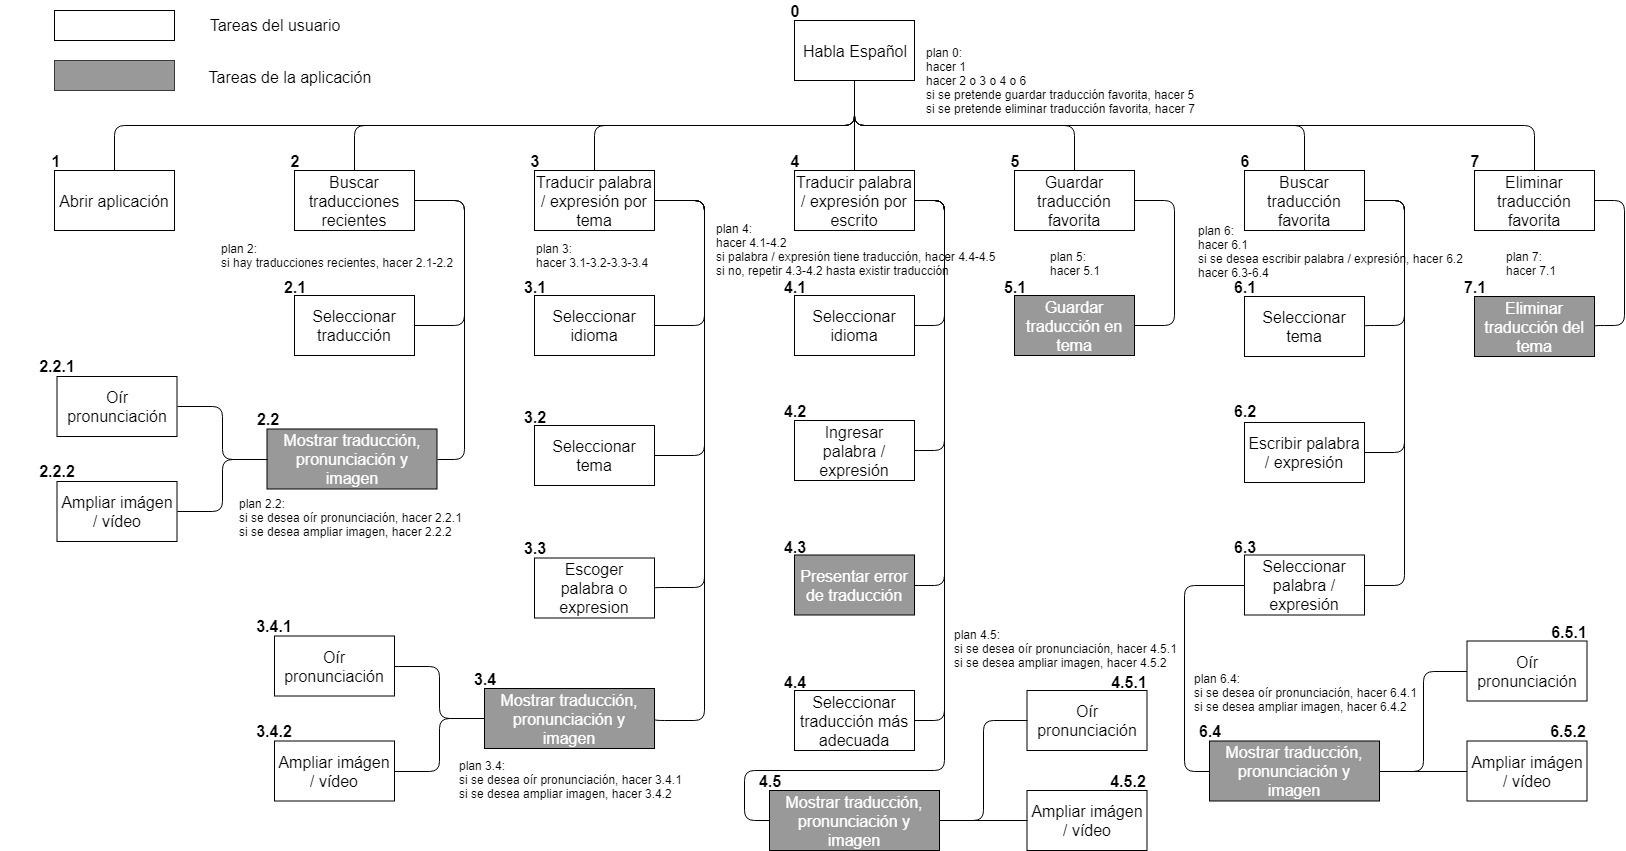 Tareas del usuario
Tareas de la aplicación
0
Habla Español
plan 0:
hacer 1
hacer 2 o 3 o 4 o 6
si se pretende guardar traducción favorita, hacer 5
si se pretende eliminar traducción favorita, hacer 7
1
Abrir aplicación
2
Buscar
traducciones
recientes
plan 2:
si hay traducciones recientes, hacer 2.1-2.2
2.1
Seleccionar
traducción
2.2
Mostrar traducción,
pronunciación y
imagen
2.2.1
Oír
pronunciación
2.2.2
Ampliar imágen
/ vídeo
plan 2.2:
si se desea oír pronunciación, hacer 2.2.1
si se desea ampliar imagen, hacer 2.2.2
3
Traducir palabra
/ expresión por
tema
plan 3:
hacer 3.1-3.2-3.3-3.4
3.1
Seleccionar
idioma
3.2
Seleccionar
tema
3.3
Escoger
palabra o
expresion
3.4
Mostrar traducción,
pronunciación y
imagen
3.4.1
Oír
pronunciación
3.4.2
Ampliar imágen
/ vídeo
plan 3.4:
si se desea oír pronunciación, hacer 3.4.1
si se desea ampliar imagen, hacer 3.4.2
4
Traducir palabra
/ expresión por
escrito
plan 4:
hacer 4.1-4.2
si palabra / expresión tiene traducción, hacer 4.4-4.5
si no, repetir 4.3-4.2 hasta existir traducción
4.1
Seleccionar
idioma
4.2
Ingresar
palabra /
expresión
4.3
Presentar error
de traducción
4.4
Seleccionar
traducción más
adecuada
4.5
Mostrar traducción,
pronunciación y
imagen
plan 4.5:
si se desea oír pronunciación, hacer 4.5.1
si se desea ampliar imagen, hacer 4.5.2
4.5.1
Oír
pronunciación
4.5.2
Ampliar imágen
/ vídeo
5
Guardar
traducción
favorita
plan 5:
hacer 5.1
5.1
Guardar
traducción en
tema
6
Buscar
traducción
favorita
plan 6:
hacer 6.1
si se desea escribir palabra / expresión, hacer 6.2
hacer 6.3-6.4
6.1
Seleccionar
tema
6.2
Escribir palabra
/ expresión
6.3
Seleccionar
palabra /
expresión
plan 6.4:
si se desea oír pronunciación, hacer 6.4.1
si se desea ampliar imagen, hacer 6.4.2
6.4
Mostrar traducción,
pronunciación y
imagen
6.5.1
Oír
pronunciación
6.5.2
Ampliar imágen
/ vídeo
7
Eliminar
traducción
favorita
plan 7:
hacer 7.1
7.1
Eliminar
traducción del
tema